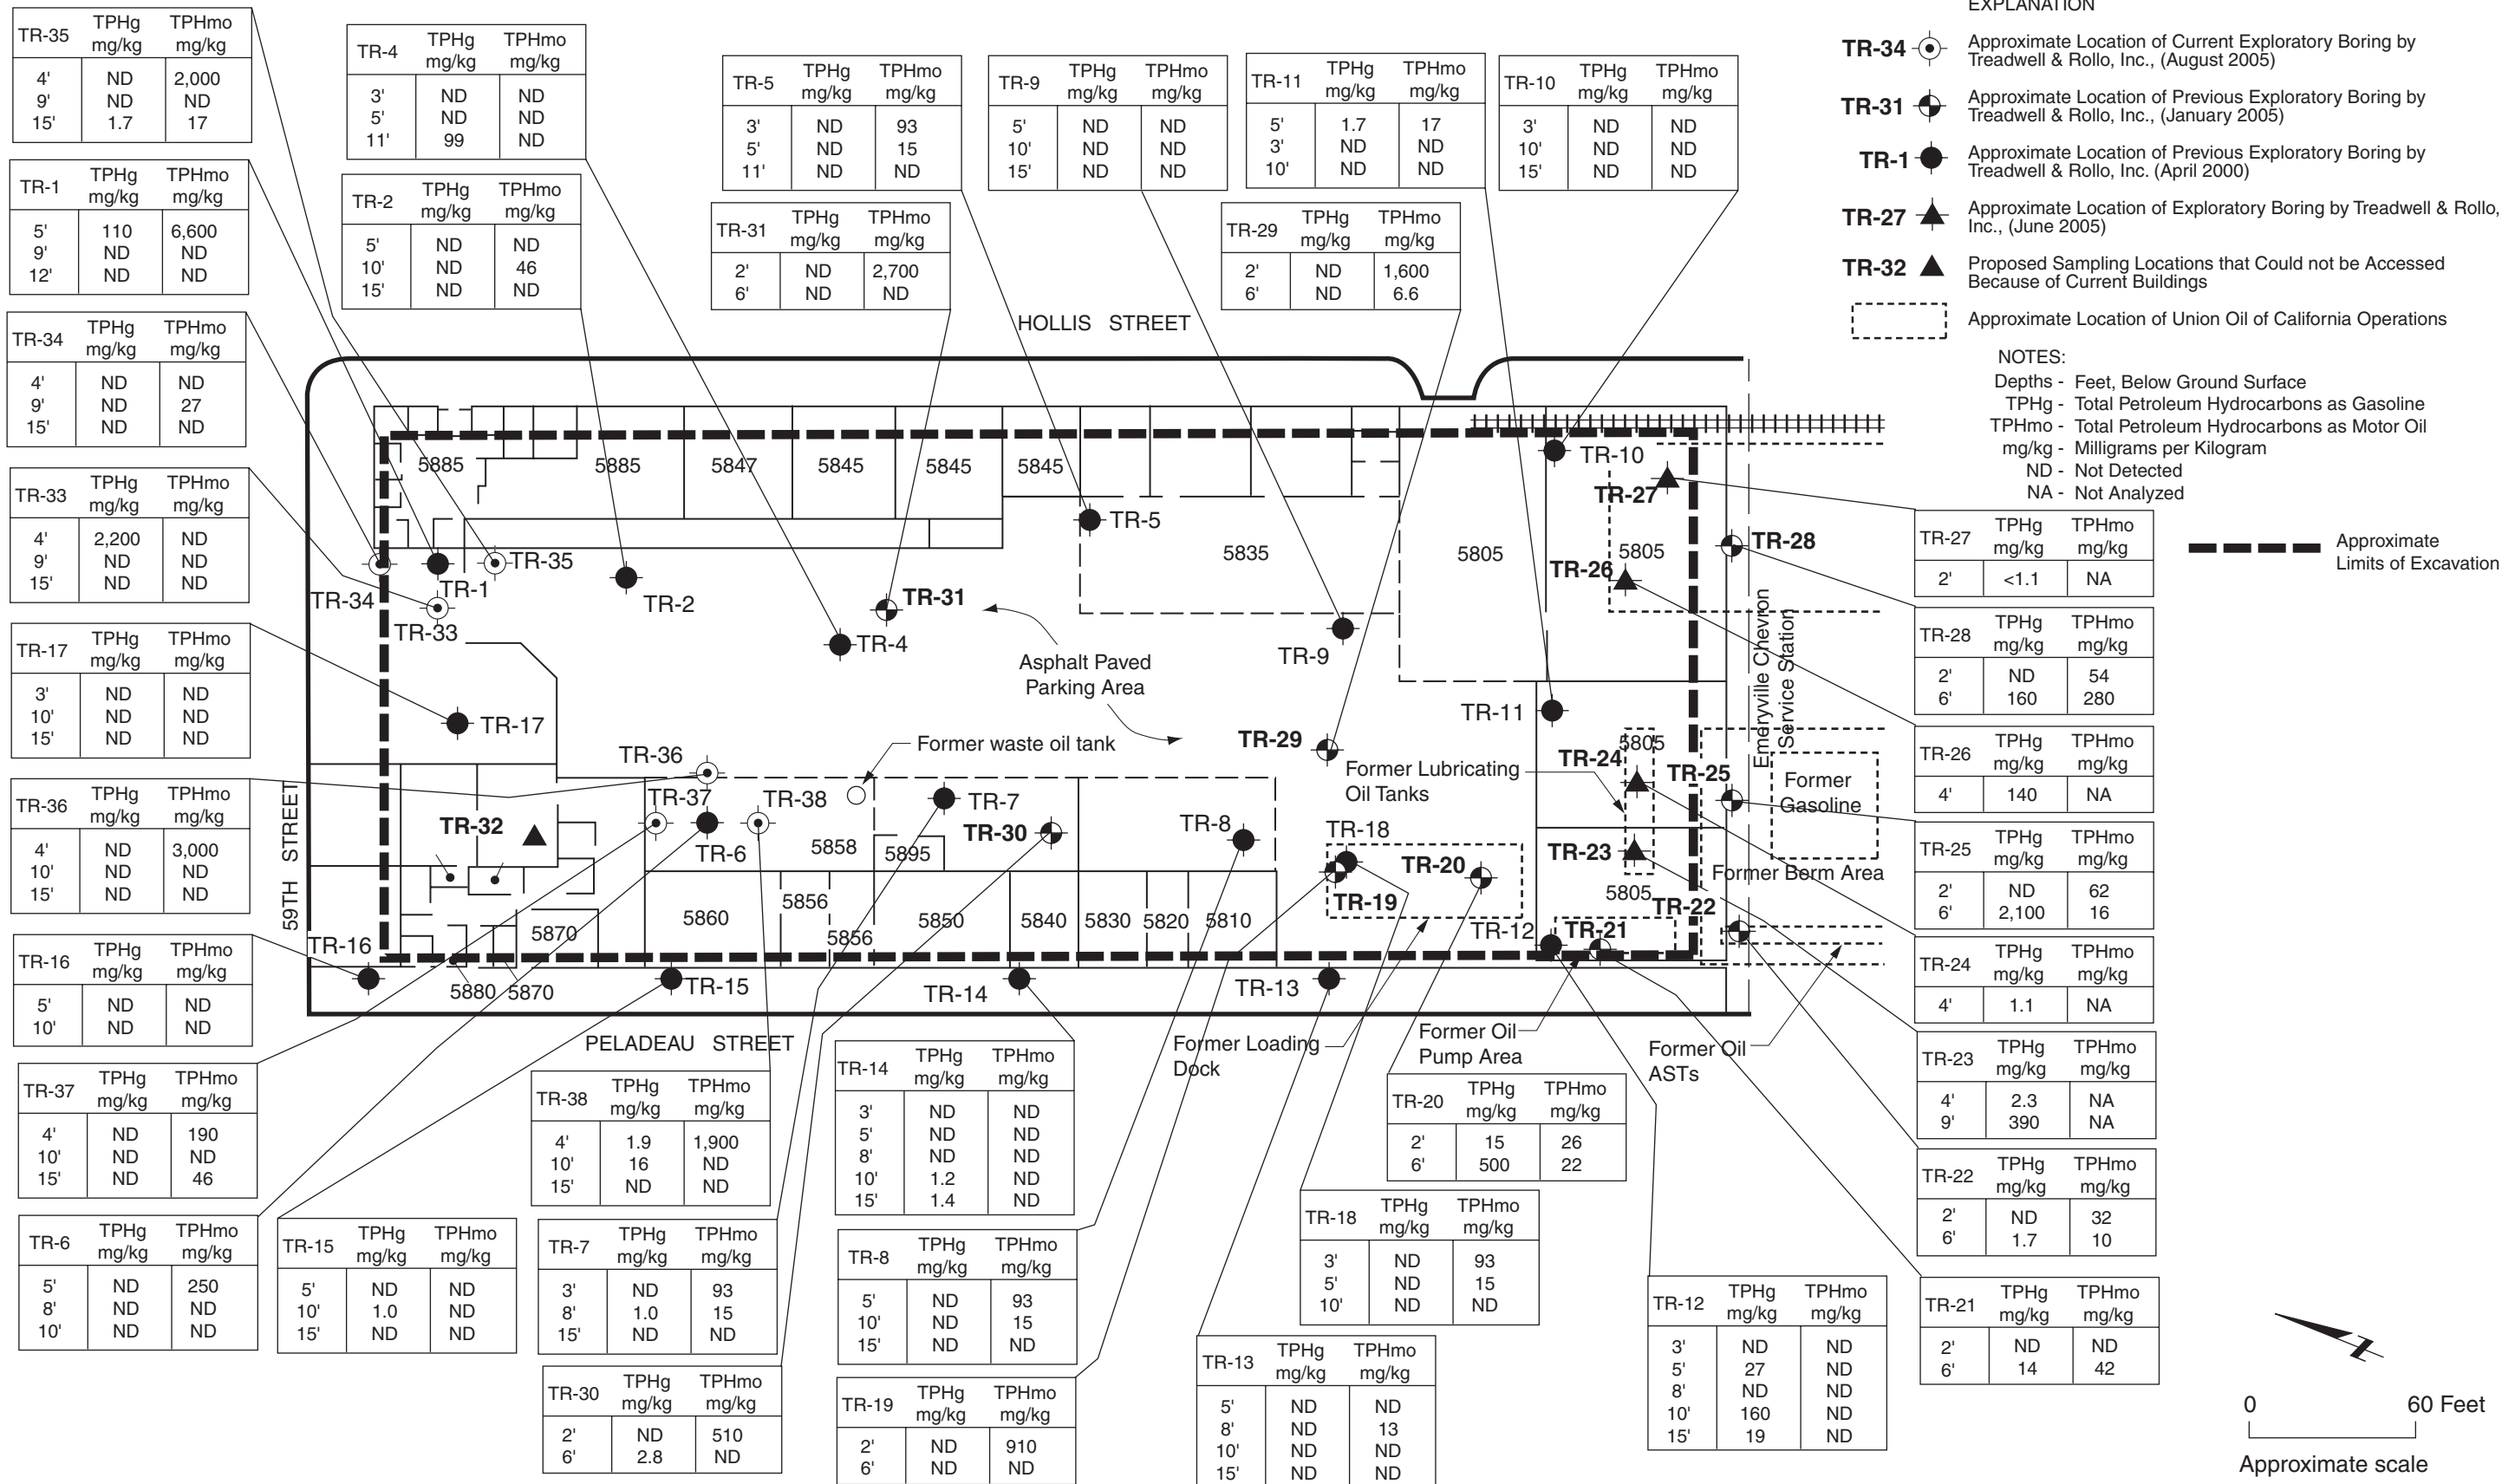 TR-35 TPHg mg/kg TPHmo mg/kg
4' ND 2,000
9' ND ND
15' 1.7 17
TR-4 TPHg mg/kg TPHmo mg/kg
3' ND ND
5' ND ND
11' 99 ND
TR-5 TPHg mg/kg TPHmo mg/kg
3' ND 93
5' ND 15
11' ND ND
TR-9 TPHg mg/kg TPHmo mg/kg
5' ND ND
10' ND ND
15' ND ND
TR-11 TPHg mg/kg TPHmo mg/kg
5' 1.7 17
3' ND ND
10' ND ND
TR-10 TPHg mg/kg TPHmo mg/kg
3' ND ND
10' ND ND
15' ND ND
EXPLANATION
TR-34 Approximate Location of Current Exploratory Boring by
Treadwell & Rollo, Inc., (August 2005)
TR-31 Approximate Location of Previous Exploratory Boring by
Treadwell & Rollo, Inc., (January 2005)
TR-1 Approximate Location of Previous Exploratory Boring by
Treadwell & Rollo, Inc. (April 2000)
TR-27 Approximate Location of Exploratory Boring by Treadwell & Rollo,
Inc., (June 2005)
TR-32 Proposed Sampling Locations that Could not be Accessed
Because of Current Buildings
Approximate Location of Union Oil of California Operations
NOTES:
Depths - Feet, Below Ground Surface
TPHg - Total Petroleum Hydrocarbons as Gasoline
TPHmo - Total Petroleum Hydrocarbons as Motor Oil
mg/kg - Milligrams per Kilogram
ND - Not Detected
NA - Not Analyzed
Approximate
Limits of Excavation
TR-1 TPHg mg/kg TPHmo mg/kg
5' 110 6,600
9' ND ND
12' ND ND
TR-2 TPHg mg/kg TPHmo mg/kg
5' ND ND
10' ND 46
15' ND ND
TR-31 TPHg mg/kg TPHmo mg/kg
2' ND 2,700
6' ND ND
TR-29 TPHg mg/kg TPHmo mg/kg
2' ND 1,600
6' ND 6.6
TR-34 TPHg mg/kg TPHmo mg/kg
4' ND ND
9' ND 27
15' ND ND
TR-33 TPHg mg/kg TPHmo mg/kg
4' 2,200 ND
9' ND ND
15' ND ND
TR-17 TPHg mg/kg TPHmo mg/kg
3' ND ND
10' ND ND
15' ND ND
TR-36 TPHg mg/kg TPHmo mg/kg
4' ND 3,000
10' ND ND
15' ND ND
TR-16 TPHg mg/kg TPHmo mg/kg
5' ND ND
10' ND ND
TR-37 TPHg mg/kg TPHmo mg/kg
4' ND 190
10' ND ND
15' ND 46
TR-6 TPHg mg/kg TPHmo mg/kg
5' ND 250
8' ND ND
10' ND ND
HOLLIS STREET
5885 5885 5847 5845 5845 5845
TR-10
TR-27
TR-5
5835
5805
5805
TR-28
TR-26
TR-35
TR-1
TR-34
TR-33
TR-2
TR-31
TR-4
TR-9
Asphalt Paved
Parking Area
Emeryville Chevron
Service Station
TR-17
TR-11
TR-36
Former waste oil tank
TR-29
Former Lubricating
Oil Tanks
5805
TR-24
TR-25
Former
Gasoline
59TH STREET
TR-32
TR-37
TR-38
TR-6
5858
TR-7
5895
TR-30
TR-8
TR-18
TR-19
TR-20
TR-23
Former Berm Area
5805
TR-22
5860 5856 5856 5850 5840 5830 5820 5810
5870
TR-16
5880 5870
TR-15
TR-14
TR-13
TR-12
TR-21
PELADEAU STREET
Former Loading
Dock
Former Oil
Pump Area
Former Oil
ASTs
TR-27 TPHg mg/kg TPHmo mg/kg
2' <1.1 NA
TR-28 TPHg mg/kg TPHmo mg/kg
2' ND 54
6' 160 280
TR-26 TPHg mg/kg TPHmo mg/kg
4' 140 NA
TR-25 TPHg mg/kg TPHmo mg/kg
2' ND 62
6' 2,100 16
TR-24 TPHg mg/kg TPHmo mg/kg
4' 1.1 NA
TR-23 TPHg mg/kg TPHmo mg/kg
4' 2.3 NA
9' 390 NA
TR-22 TPHg mg/kg TPHmo mg/kg
2' ND 32
6' 1.7 10
TR-21 TPHg mg/kg TPHmo mg/kg
2' ND ND
6' 14 42
TR-15 TPHg mg/kg TPHmo mg/kg
5' ND ND
10' 1.0 ND
15' ND ND
TR-38 TPHg mg/kg TPHmo mg/kg
4' 1.9 1,900
10' 16 ND
15' ND ND
TR-7 TPHg mg/kg TPHmo mg/kg
3' ND 93
8' 1.0 15
15' ND ND
TR-30 TPHg mg/kg TPHmo mg/kg
2' ND 510
6' 2.8 ND
TR-14 TPHg mg/kg TPHmo mg/kg
3' ND ND
5' ND ND
8' ND ND
10' 1.2 ND
15' 1.4 ND
TR-8 TPHg mg/kg TPHmo mg/kg
5' ND 93
10' ND 15
15' ND ND
TR-19 TPHg mg/kg TPHmo mg/kg
2' ND 910
6' ND ND
TR-20 TPHg mg/kg TPHmo mg/kg
2' 15 26
6' 500 22
TR-18 TPHg mg/kg TPHmo mg/kg
3' ND 93
5' ND 15
10' ND ND
TR-13 TPHg mg/kg TPHmo mg/kg
5' ND ND
8' ND 13
10' ND ND
15' ND ND
TR-12 TPHg mg/kg TPHmo mg/kg
3' ND ND
5' 27 ND
8' ND ND
10' 160 ND
15' 19 ND
0 60 Feet
Approximate scale